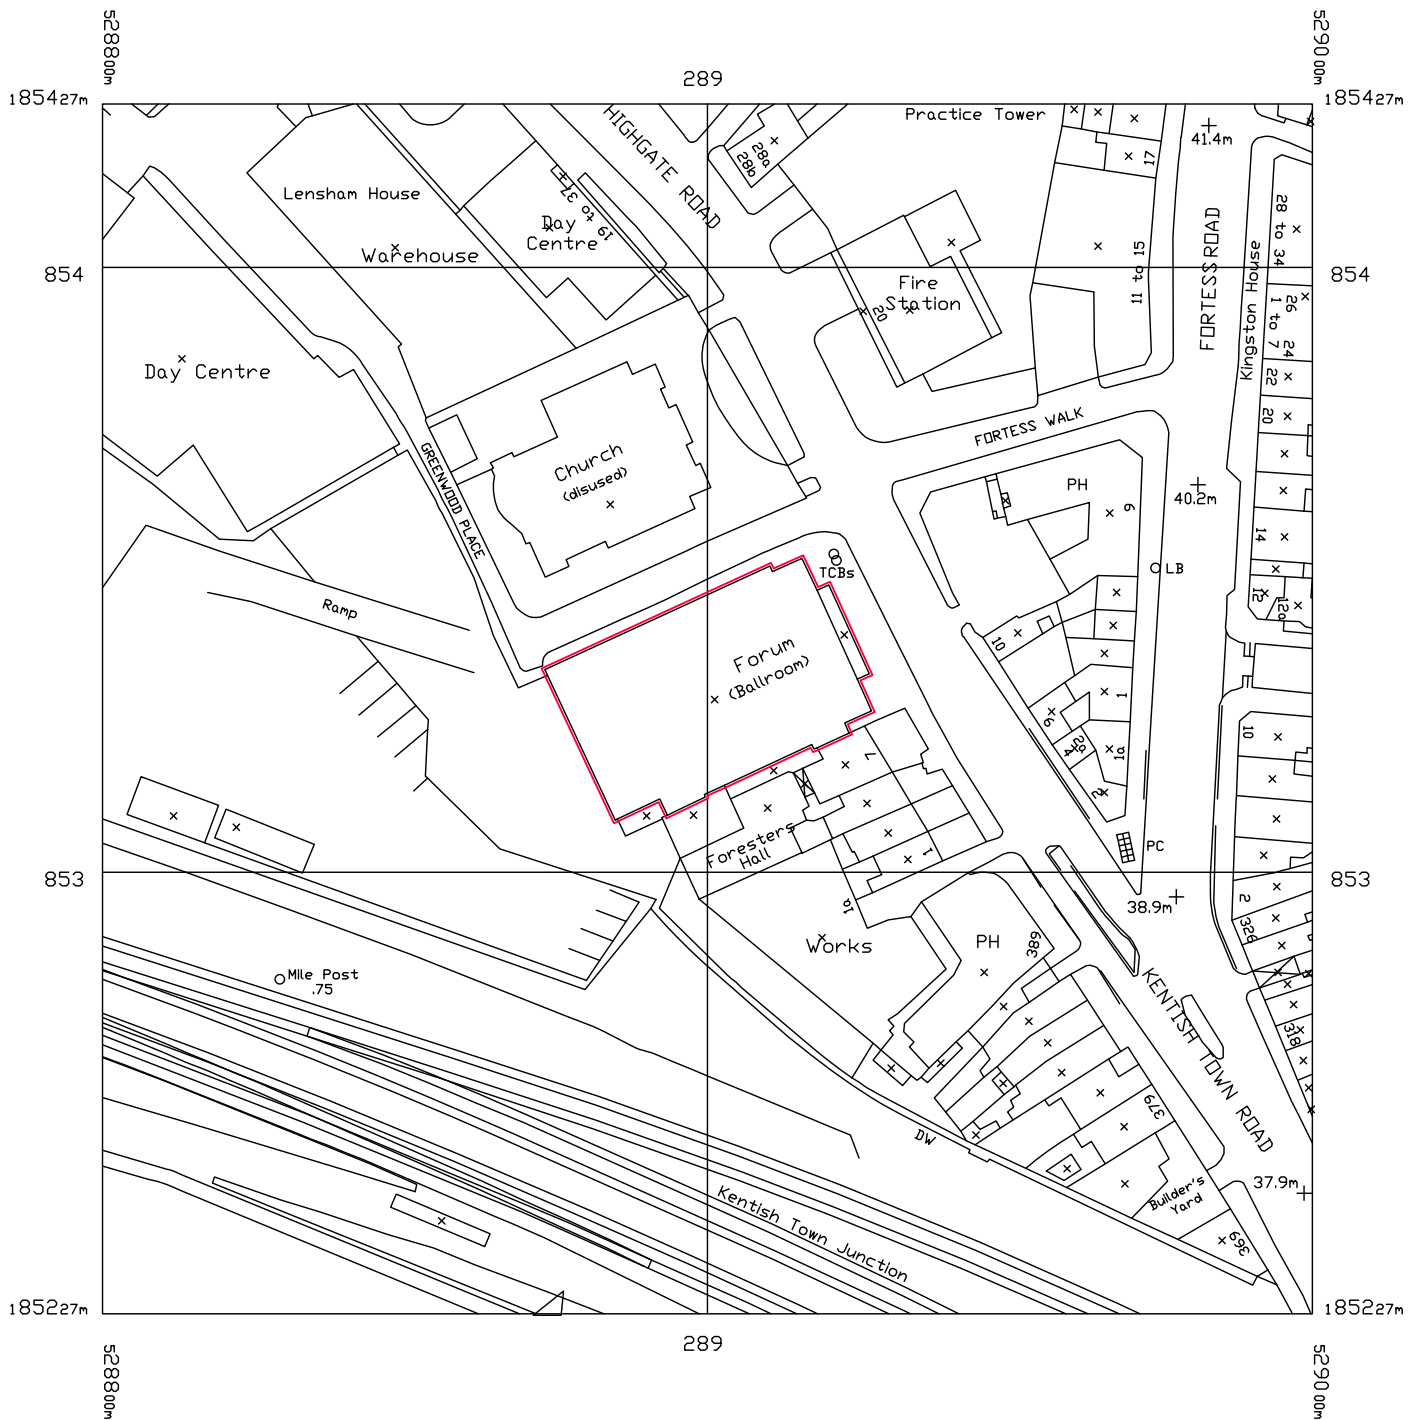 528800m
289
529000m
185427m
185427m
HIGHGATE ROAD
28a
28b
Practice Tower
41.4m
17
Lensham House
19 to 37
Day
Centre
Warehouse
28 to 34
FORTESS ROAD
Kingston House
11 to 15
854
854
Fire
Station
20
26
1 to 7
24
22
20
Day Centre
FORTESS WALK
GREENWOOD PLACE
Church
(disused)
PH
9
40.2m
14
TCBs
LB
12
12a
Ramp
10
Forum
(Ballroom)
1
6
2a
4
1a
2
7
10
Foresters
Hall
1
PC
853
853
1a
38.9m
2
326
Works
PH
389
Mile Post
.75
KENTISH TOWN ROAD
318
379
DW
Builder's
Yard
37.9m
369
Kentish Town Junction
185227m
185227m
528800m
289
529000m